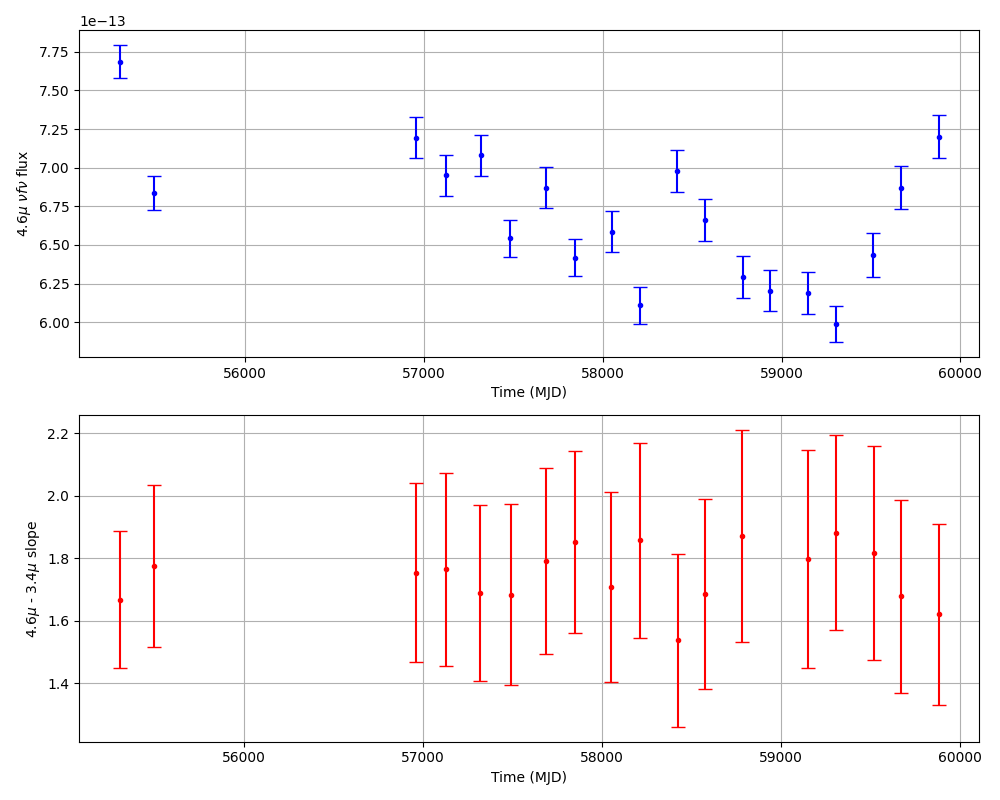 1e−13
7.75
7.50
7.25
7.00
6.75
6.50
6.25
6.00
4.6μ νfν flux
56000 57000 58000 59000 60000
Time (MJD)
2.2
2.0
1.8
1.6
1.4
4.6μ - 3.4μ slope
56000 57000 58000 59000 60000
Time (MJD)